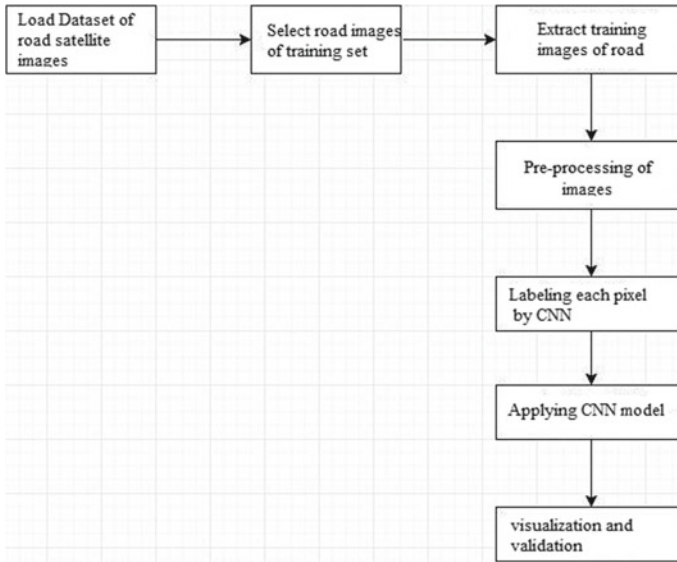 Load Dataset of
road satellite
images
Select road images
of training set
Extract training
images of road
Pre-processing of
images
Labeling each pixel
by CNN
Applying CNN model
visualization and
validation